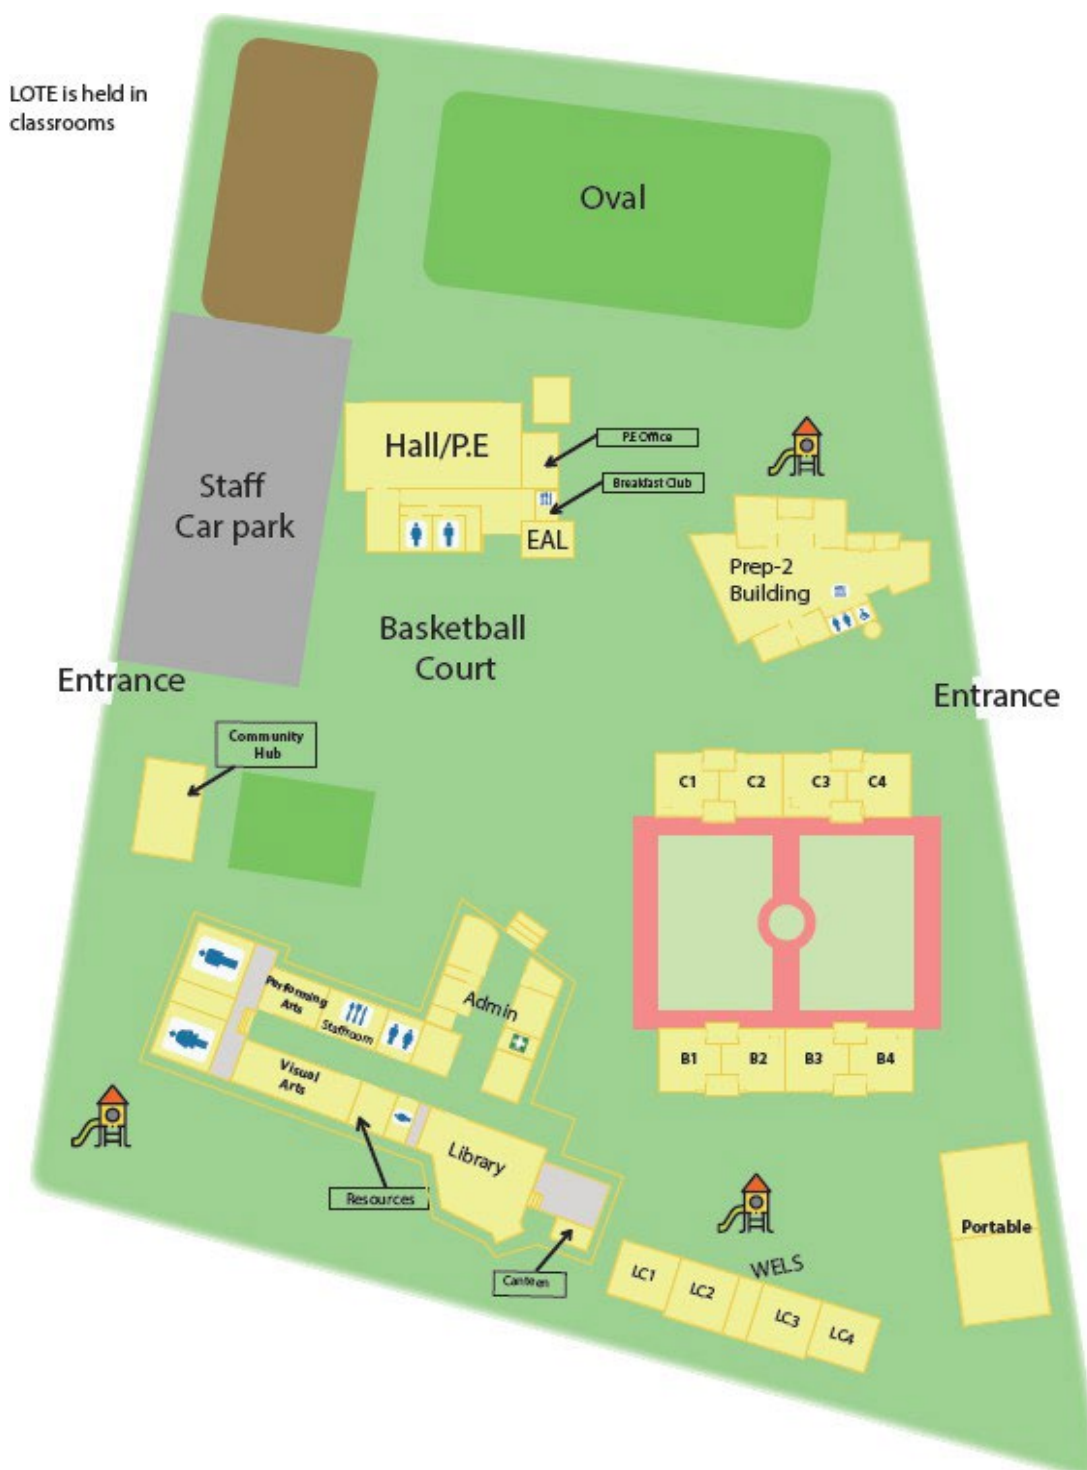 LOTE is held in
classrooms
Oval
Hall/P.E
P.E Office
Breakfast Club
EAL
Staff
Car park
Prep-2
Building
Basketball
Court
Entrance
Entrance
Community
Hub
C1
C2
C3
C4
Performing
Arts
Staffroom
Admin
Visual
Arts
Library
B1
B2
B3
B4
Resources
Canteen
Portable
WELS
LC1
LC2
LC3
LC4